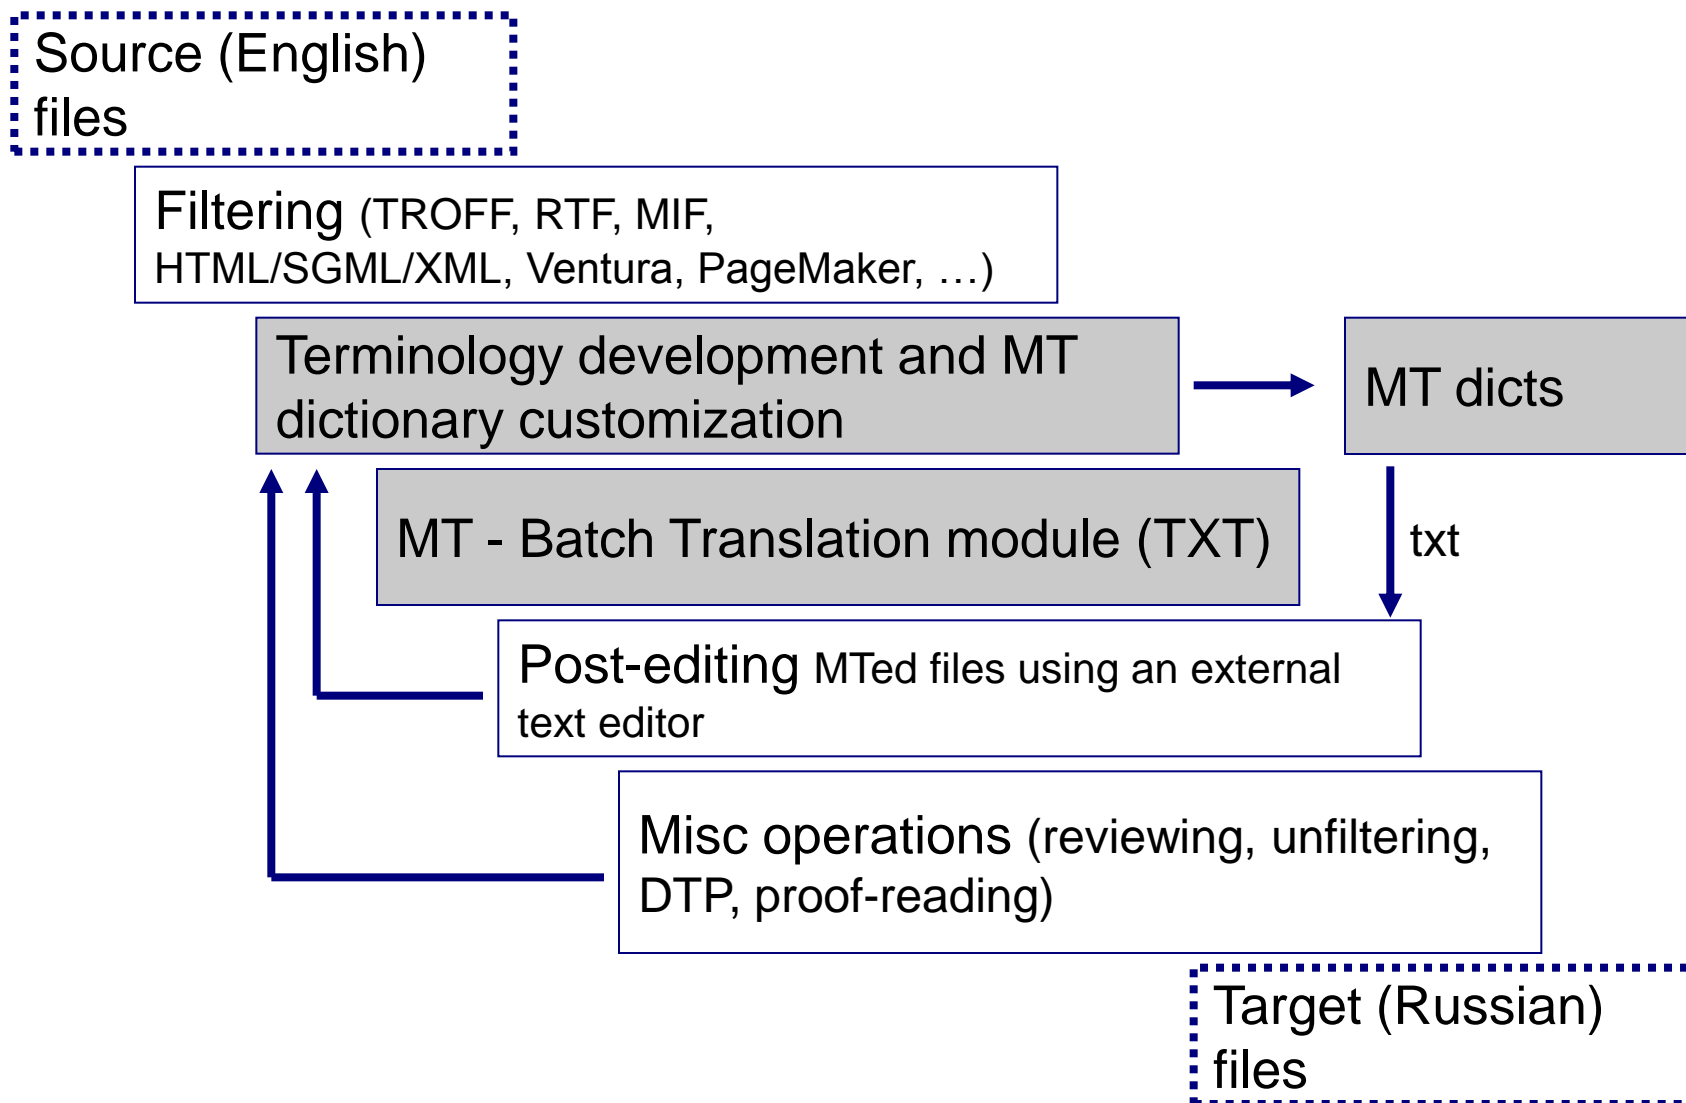 Source (English)
files
Filtering (TROFF, RTF, MIF,
HTML/SGML/XML, Ventura, PageMaker, …)
Terminology development and MT
dictionary customization
MT dicts
MT - Batch Translation module (TXT)
txt
Post-editing MTed files using an external
text editor
Misc operations (reviewing, unfiltering,
DTP, proof-reading)
Target (Russian)
files